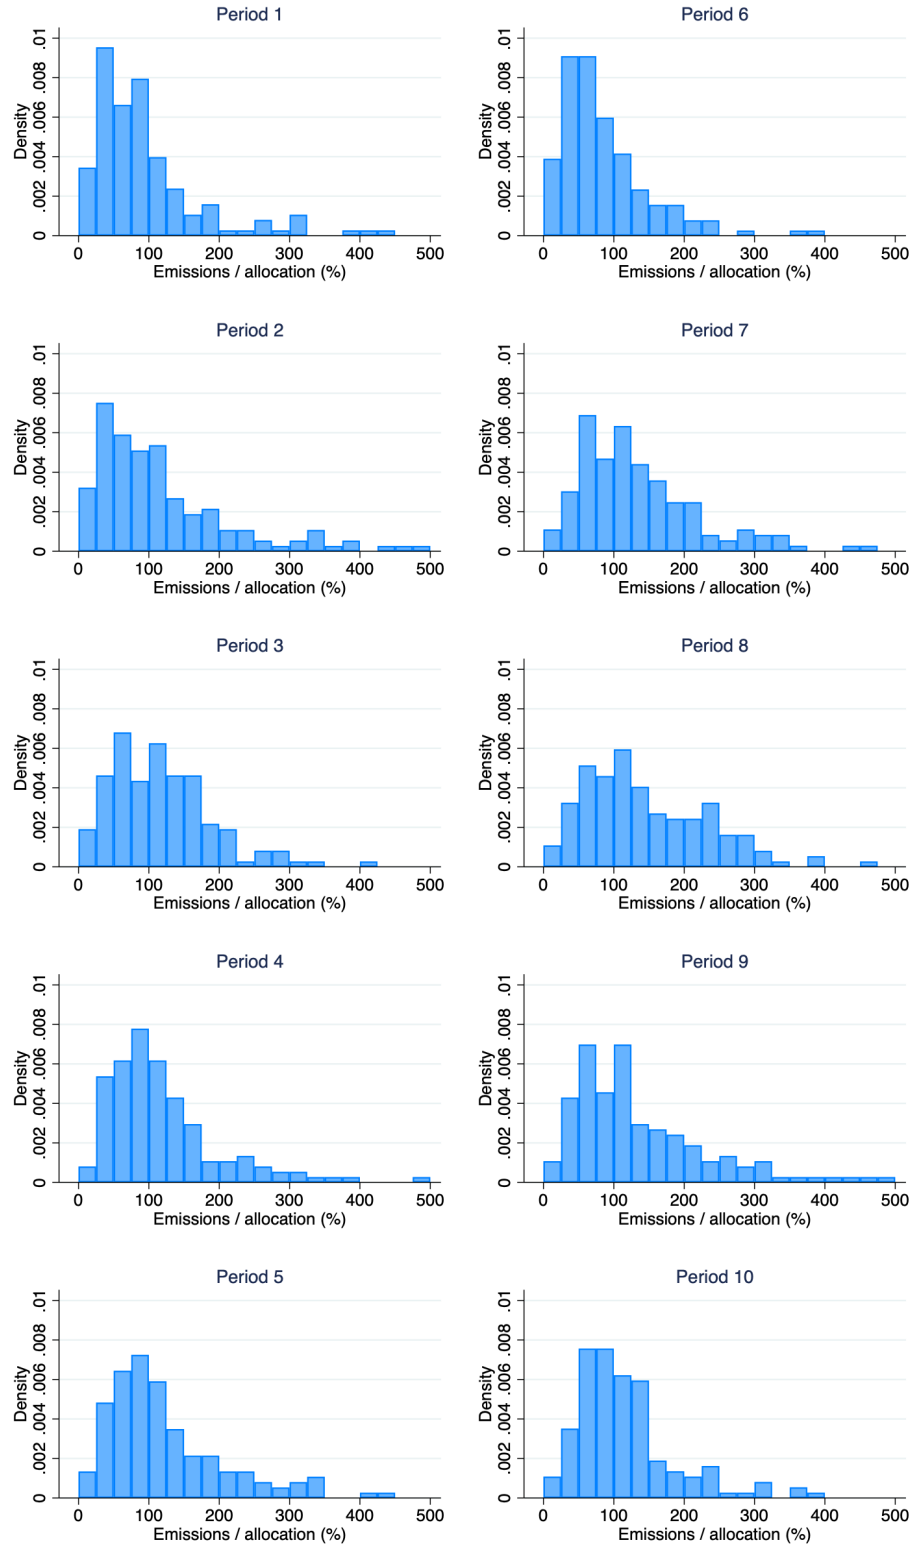 Period 1
Density
0 .002 .004 .006 .008 .01
0 100 200 300 400 500
Emissions / allocation (%)
Period 6
Density
0 .002 .004 .006 .008 .01
0 100 200 300 400 500
Emissions / allocation (%)
Period 2
Density
0 .002 .004 .006 .008 .01
0 100 200 300 400 500
Emissions / allocation (%)
Period 7
Density
0 .002 .004 .006 .008 .01
0 100 200 300 400 500
Emissions / allocation (%)
Period 3
Density
0 .002 .004 .006 .008 .01
0 100 200 300 400 500
Emissions / allocation (%)
Period 8
Density
0 .002 .004 .006 .008 .01
0 100 200 300 400 500
Emissions / allocation (%)
Period 4
Density
0 .002 .004 .006 .008 .01
0 100 200 300 400 500
Emissions / allocation (%)
Period 9
Density
0 .002 .004 .006 .008 .01
0 100 200 300 400 500
Emissions / allocation (%)
Period 5
Density
0 .002 .004 .006 .008 .01
0 100 200 300 400 500
Emissions / allocation (%)
Period 10
Density
0 .002 .004 .006 .008 .01
0 100 200 300 400 500
Emissions / allocation (%)